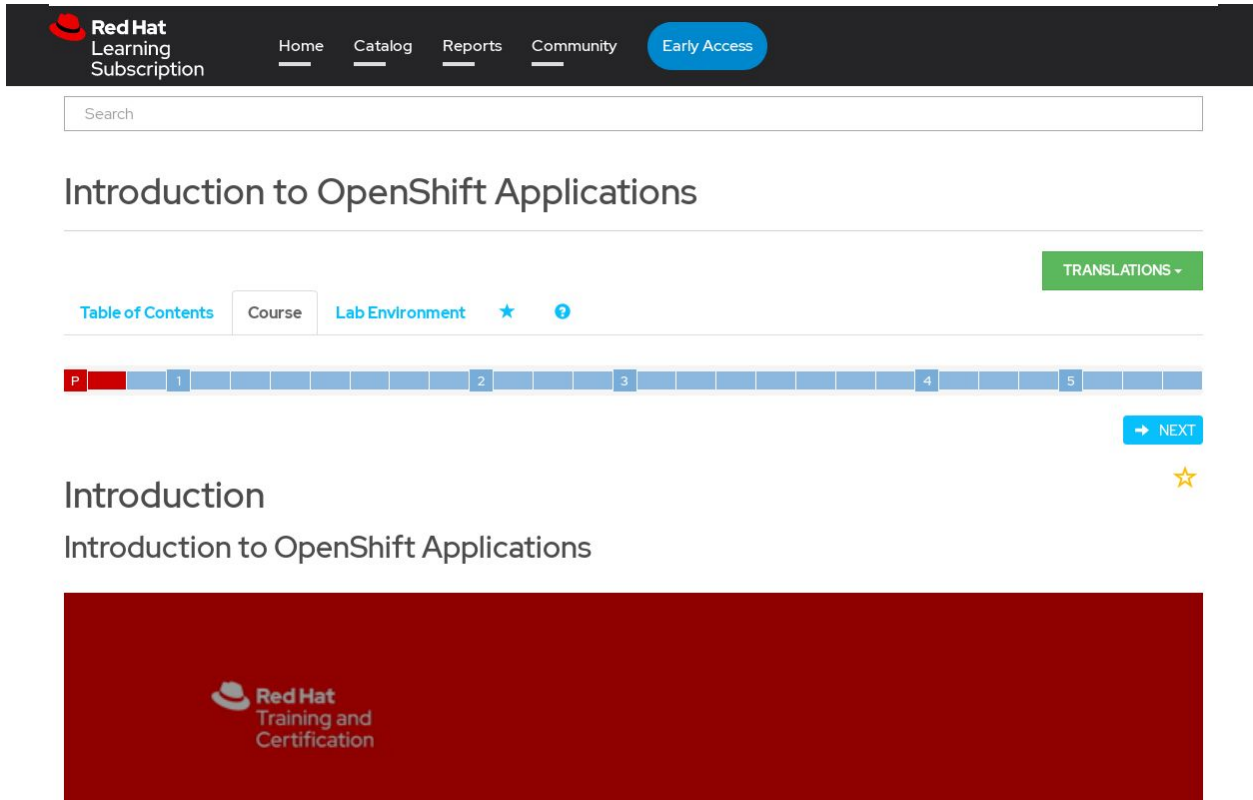 Red Hat
Learning
Subscription
Home Catalog Reports Community Early Access
Search
Introduction to OpenShift Applications
TRANSLATIONS
Table of Contents Course Lab Environment ★ ?
P 1 2 3 4 5
➔ NEXT
Introduction
Introduction to OpenShift Applications
Red Hat
Training and
Certification